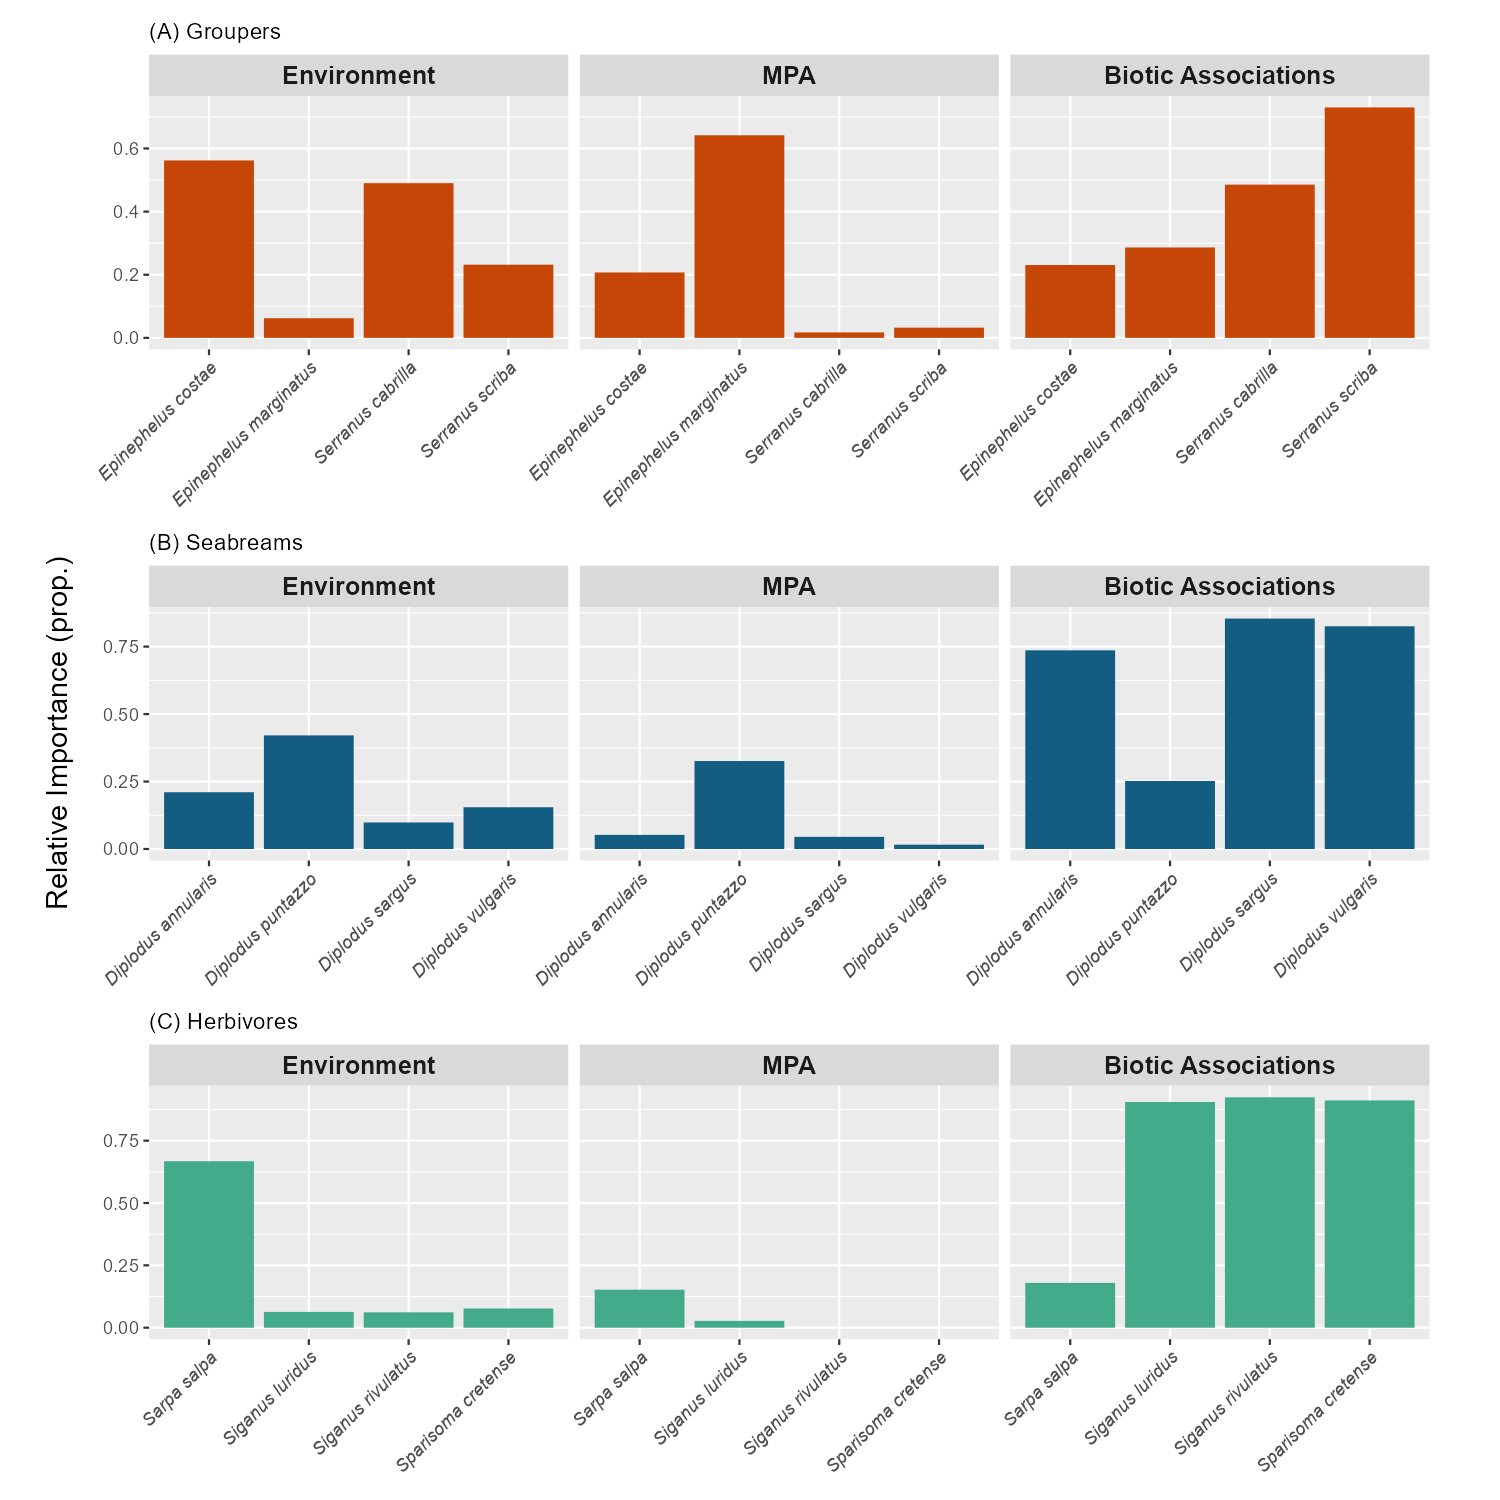 (A) Groupers
Environment MPA Biotic Associations
0.6
0.4
0.2
0.0
Epinephelus costae Epinephelus marginatus Serranus cabrilla Serranus scriba Epinephelus costae Epinephelus marginatus Serranus cabrilla Serranus scriba Epinephelus costae Epinephelus marginatus Serranus cabrilla Serranus scriba
Relative Importance (prop.)
(B) Seabreams
Environment MPA Biotic Associations
0.75
0.50
0.25
0.00
Diplodus annularis Diplodus puntazzo Diplodus sargus Diplodus vulgaris Diplodus annularis Diplodus puntazzo Diplodus sargus Diplodus vulgaris Diplodus annularis Diplodus puntazzo Diplodus sargus Diplodus vulgaris
(C) Herbivores
Environment MPA Biotic Associations
0.75
0.50
0.25
0.00
Sarpa salpa Siganus luridus Siganus rivulatus Sparisoma cretense Sarpa salpa Siganus luridus Siganus rivulatus Sparisoma cretense Sarpa salpa Siganus luridus Siganus rivulatus Sparisoma cretense